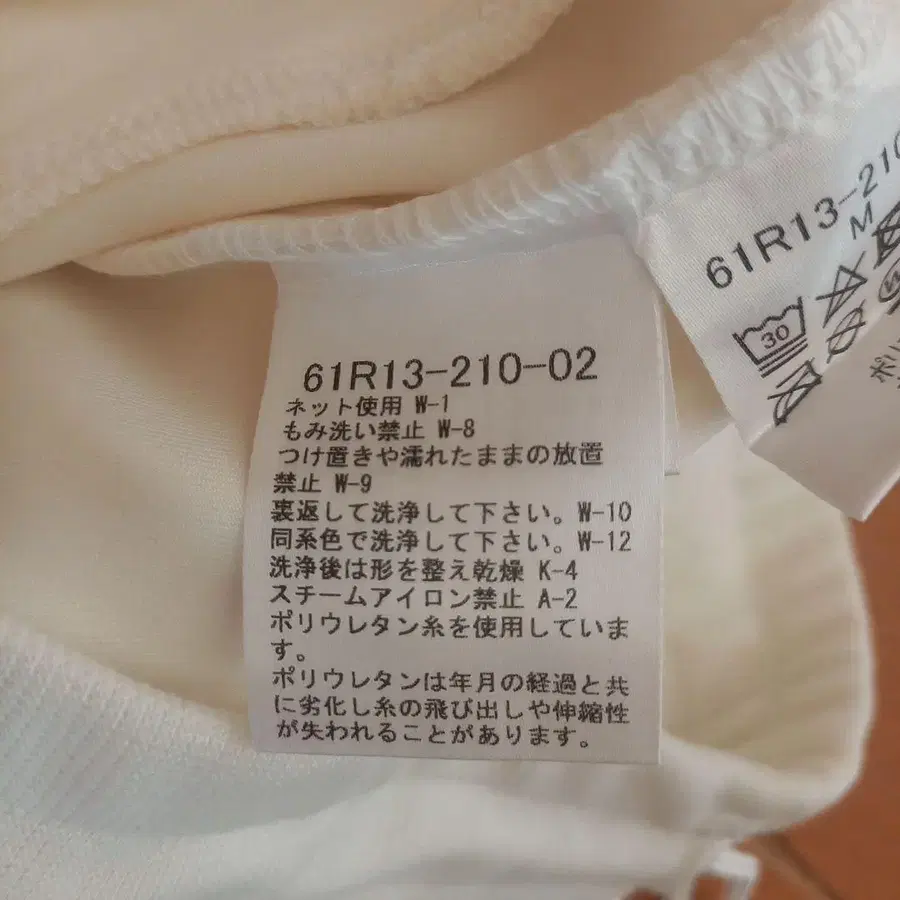 61R13-210-02
ネット使用 W-1
もみ洗い禁止 W-8
つけ置きや濡れたままの放置
禁止 W-9
裏返して洗浄して下さい。W-10
同系色で洗浄して下さい。W-12
洗浄後は形を整え乾燥 K-4
スチームアイロン禁止 A-2
ポリウレタン糸を使用していま
す。
ポリウレタンは年月の経過と共
に劣化し糸の飛び出しや伸縮性
が失われることがあります。
61R13-210
M
30
W
ポリ